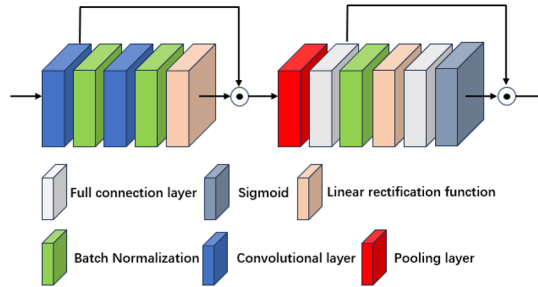 Full connection layer
Sigmoid
Linear rectification function
Batch Normalization
Convolutional layer
Pooling layer